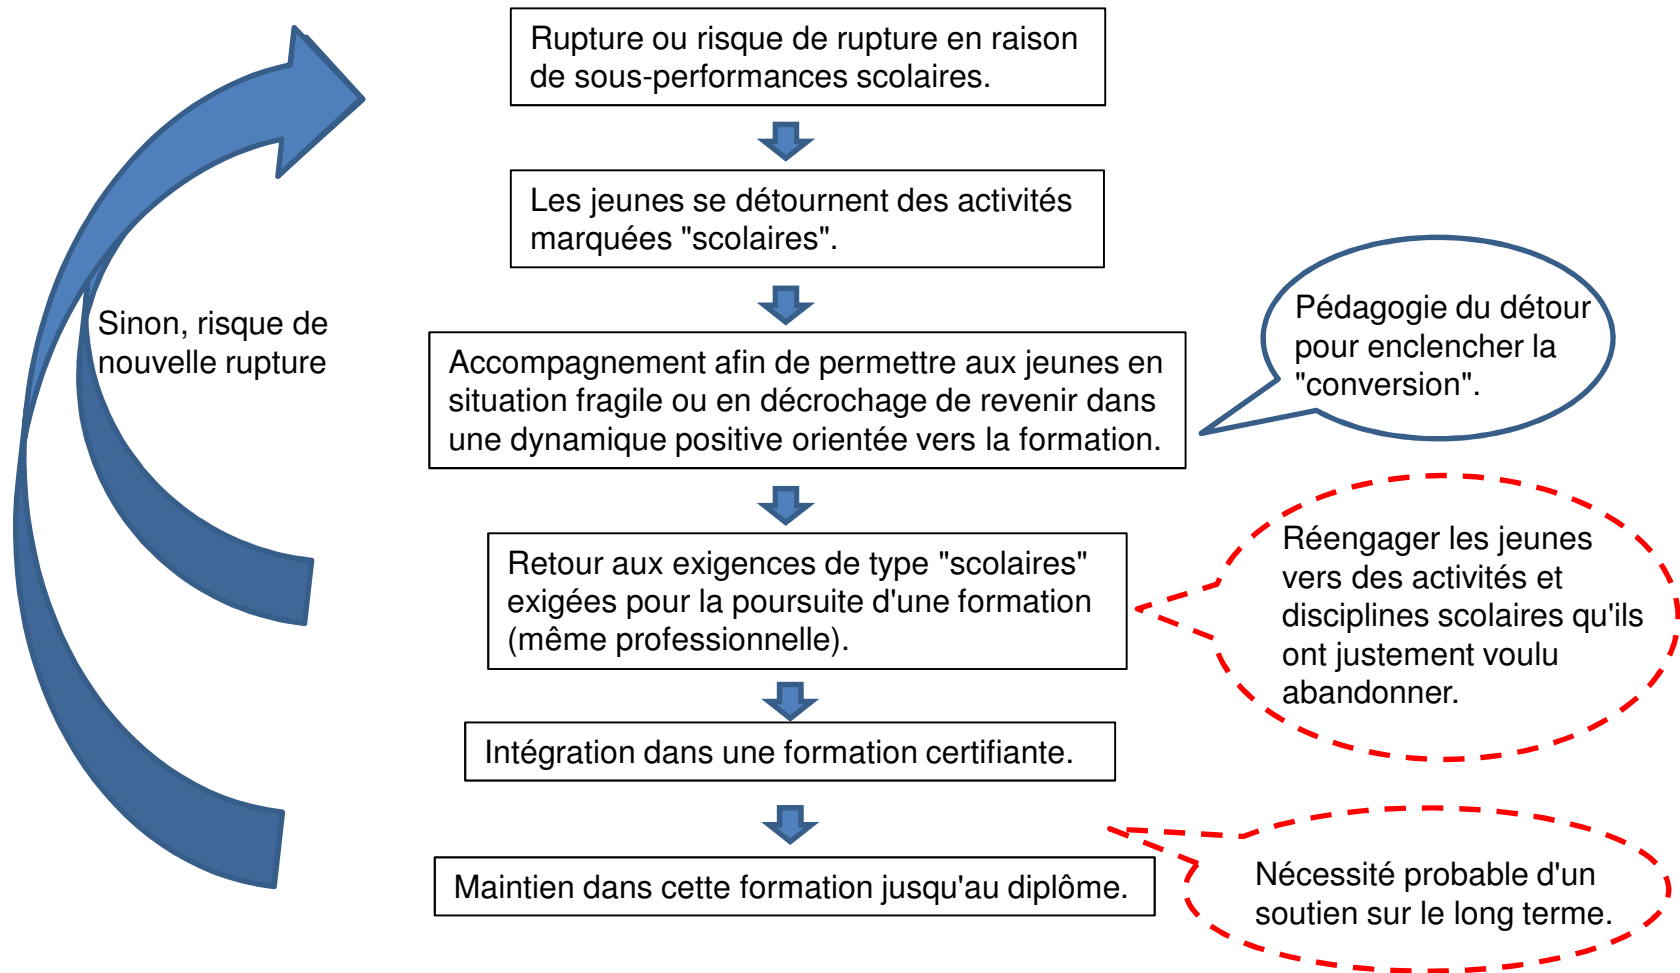 Rupture ou risque de rupture en raison
de sous-performances scolaires.
Les jeunes se détournent des activités
marquées "scolaires".
Sinon, risque de
nouvelle rupture
Accompagnement afin de permettre aux jeunes en
situation fragile ou en décrochage de revenir dans
une dynamique positive orientée vers la formation.
Pédagogie du détour
pour enclencher la
"conversion".
Retour aux exigences de type "scolaires"
exigées pour la poursuite d'une formation
(même professionnelle).
Réengager les jeunes
vers des activités et
disciplines scolaires qu'ils
ont justement voulu
abandonner.
Intégration dans une formation certifiante.
Maintien dans cette formation jusqu'au diplôme.
Nécessité probable d'un
soutien sur le long terme.